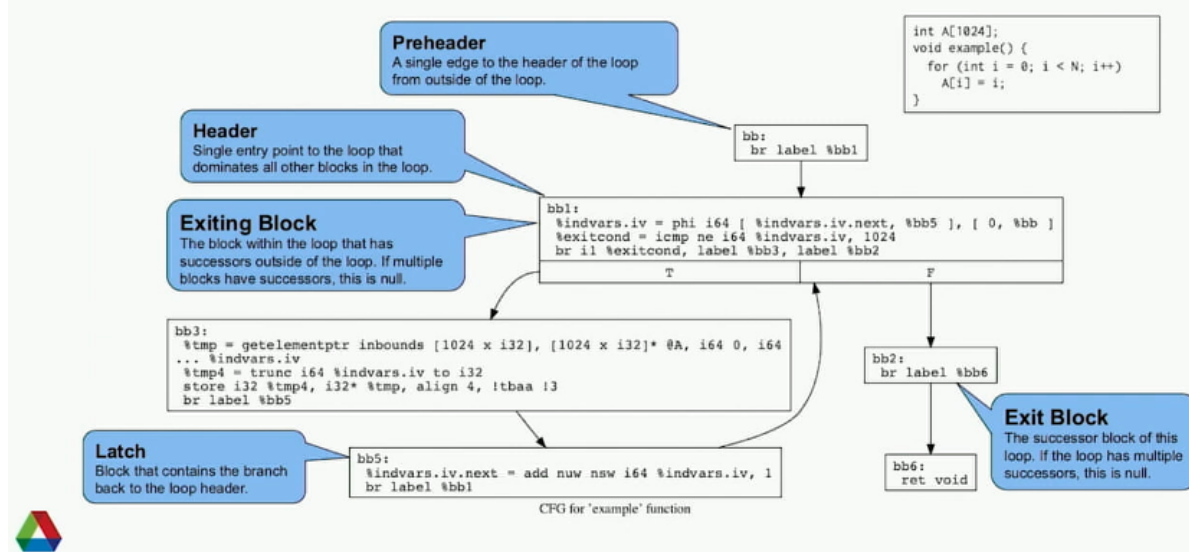 Preheader
A single edge to the header of the loop
from outside of the loop.
int A[1024];
void example() {
for (int i = 0; i < N; i++)
A[i] = i;
}
Header
Single entry point to the loop that
dominates all other blocks in the loop.
bb:
br label %bb1
Exiting Block
The block within the loop that has
successors outside of the loop. If multiple
blocks have successors, this is null.
bb1:
%indvars.iv = phi i64 [ %indvars.iv.next, %bb5 ], [ 0, %bb ]
%exitcond = icmp ne i64 %indvars.iv, 1024
br i1 %exitcond, label %bb3, label %bb2
T
F
bb3:
%tmp = getelementptr inbounds [1024 x i32], [1024 x i32]* @A, i64 0, i64
... %indvars.iv
%tmp4 = trunc i64 %indvars.iv to i32
store i32 %tmp4, i32* %tmp, align 4, !tbaa !3
br label %bb5
bb2:
br label %bb6
Exit Block
The successor block of this
loop. If the loop has multiple
successors, this is null.
Latch
Block that contains the branch
back to the loop header.
bb5:
%indvars.iv.next = add nuw nsw i64 %indvars.iv, 1
br label %bb1
bb6:
ret void
CFG for 'example' function